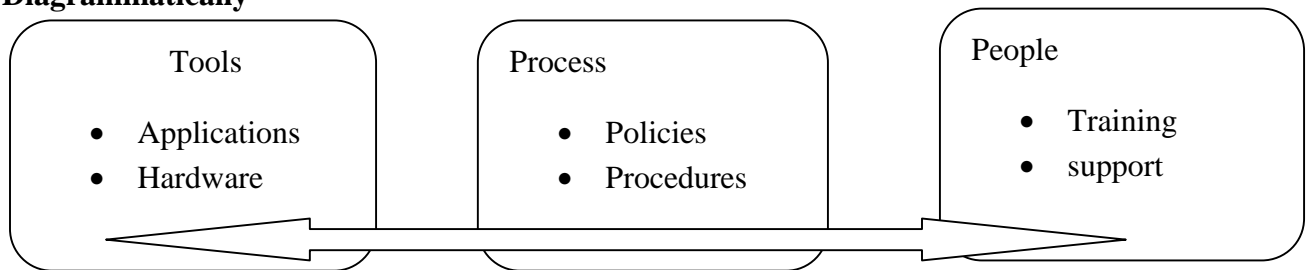 Diagrammatically
Tools
• Applications
• Hardware
Process
• Policies
• Procedures
People
• Training
• support